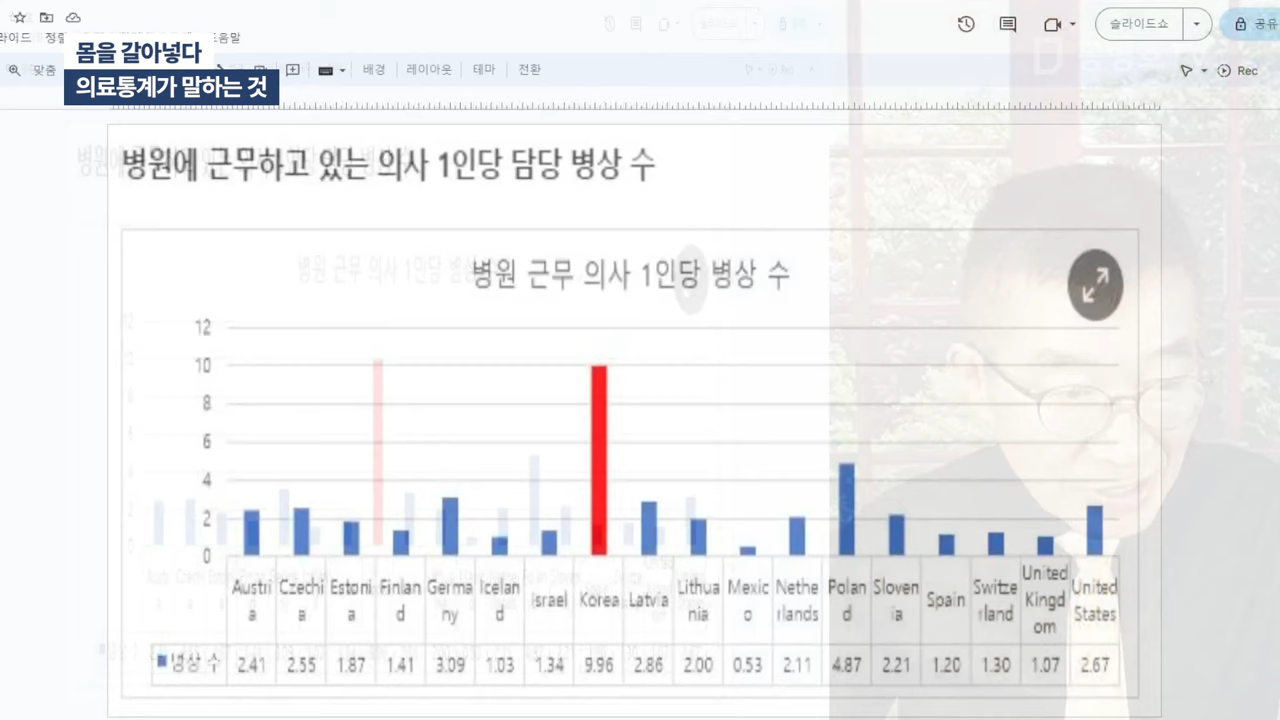 슬라이드쇼
공유
라이드
도움말
몸을 갈아넣다
의료통계가 말하는 것
맞춤
배경 레이아웃 테마 전환
Rec
병원에 근무하고 있는 의사 1인당 담당 병상 수
병원 근무 의사 1인당 병상 수
12
10
8
6
4
2
0
Austria Czechia Estonia Finland Germany Iceland Israel Korea Latvia Lithuania Mexico Netherlands Poland Slovenia Spain Switzerland United Kingdom United States
병상 수 2.41 2.55 1.87 1.41 3.09 1.03 1.34 9.96 2.86 2.00 0.53 2.11 4.87 2.21 1.20 1.30 1.07 2.67